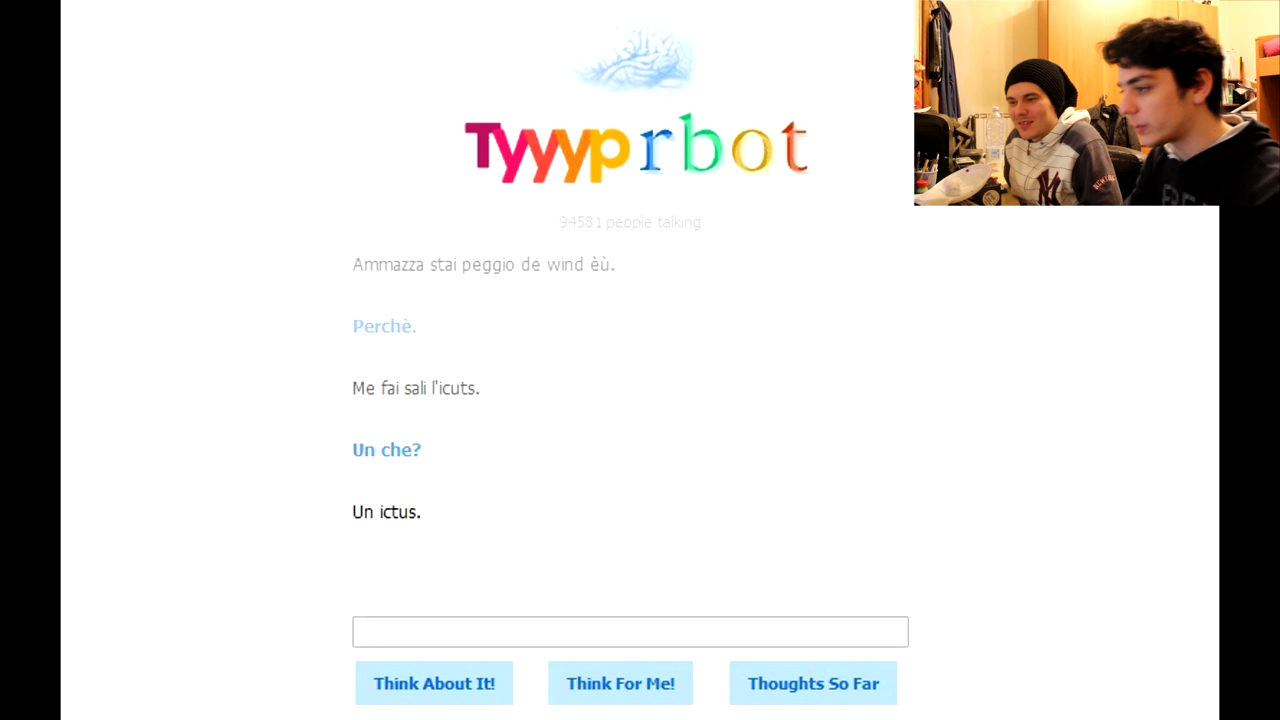 Tyyyprbot
94581 people talking
Ammazza stai peggio de wind èù.
Perchè.
Me fai sali l'icuts.
Un che?
Un ictus.
Think About It!
Think For Me!
Thoughts So Far